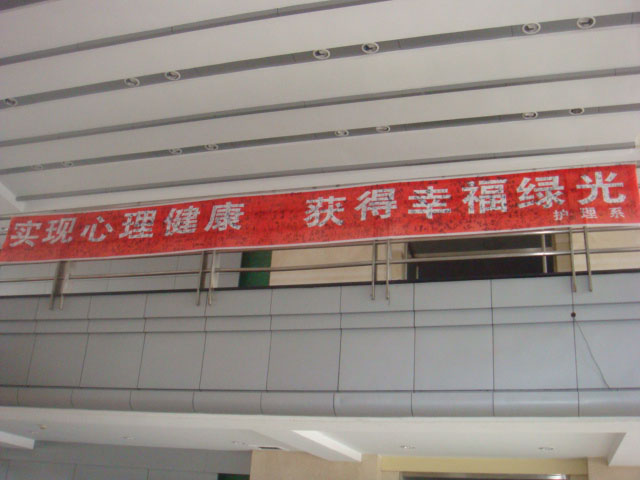 实现心理健康 获得幸福绿光
护理系